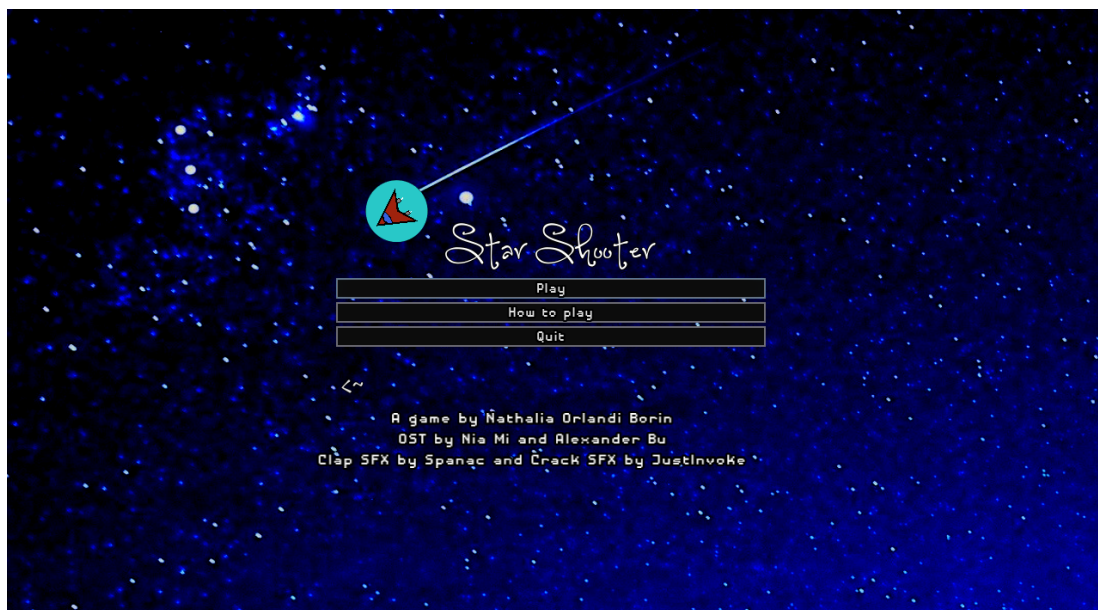 Star Shooter
Play
How to play
Quit
<~
A game by Nathalia Orlandi Borin
OST by Nia Mi and Alexander Bu
Clap SFX by Spanac and Crack SFX by JustInvoke